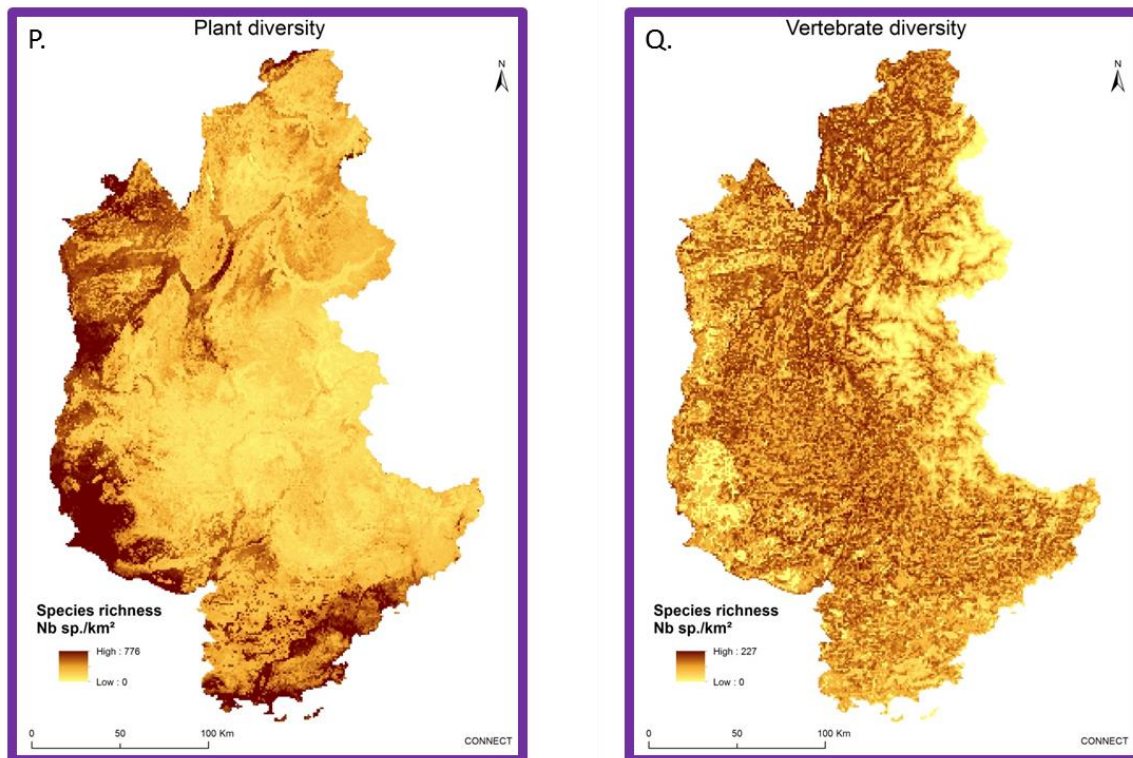 P.
Plant diversity
N
Species richness
Nb sp./km²
High : 776
Low : 0
0 50 100 Km
CONNECT
Q.
Vertebrate diversity
N
Species richness
Nb sp./km²
High : 227
Low : 0
0 50 100 Km
CONNECT